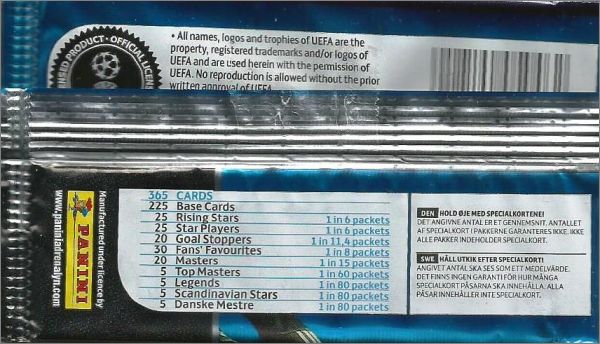 OFFICIAL LICENSED PRODUCT · OFFICIAL LICENSED
• All names, logos and trophies of UEFA are the
property, registered trademarks and/or logos of
UEFA and are used herein with the permission of
UEFA. No reproduction is allowed without the prior
written approval of UEFA
www.paniniadrenalyn.com
PANINI
Manufactured under licence by
365 CARDS
225 Base Cards
25 Rising Stars 1 in 6 packets
25 Star Players 1 in 6 packets
20 Goal Stoppers 1 in 11,4 packets
30 Fans' Favourites 1 in 8 packets
20 Masters 1 in 15 packets
5 Top Masters 1 in 60 packets
5 Legends 1 in 80 packets
5 Scandinavian Stars 1 in 80 packets
5 Danske Mestre 1 in 80 packets
DEN HOLD ØJE MED SPECIALKORTENE!
DET ANGIVNE ANTAL ER ET GENNEMSNIT. ANTALLET
AF SPECIALKORT I PAKKERNE GARANTERES IKKE. IKKE
ALLE PAKKER INDEHOLDER SPECIALKORT.
SWE HÅLL UTKIK EFTER SPECIALKORT!
ANGIVET ANTAL SKA SES SOM ETT MEDELVÄRDE.
DET FINNS INGEN GARANTI FÖR HUR MÅNGA
SPECIALKORT PÅSARNA SKA INNEHÅLLA. ALLA
PÅSAR INNEHÅLLER INTE SPECIALKORT.